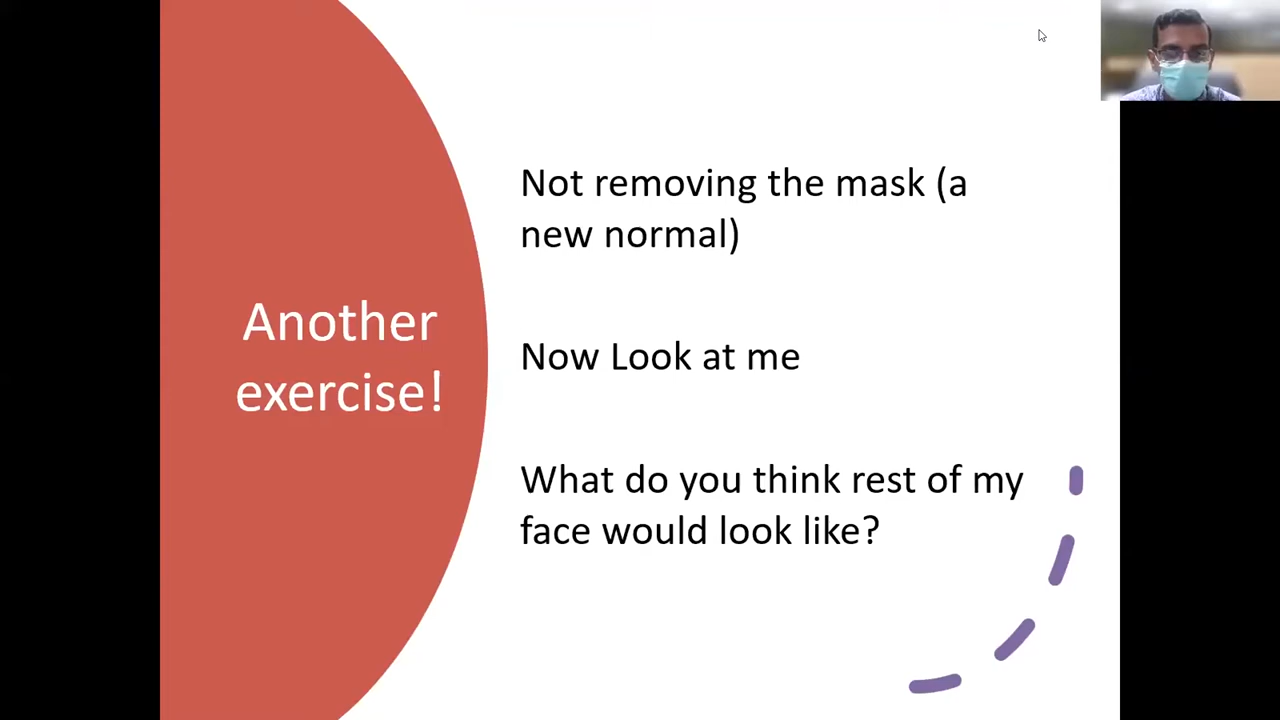 Another
exercise!
Not removing the mask (a
new normal)
Now Look at me
What do you think rest of my
face would look like?